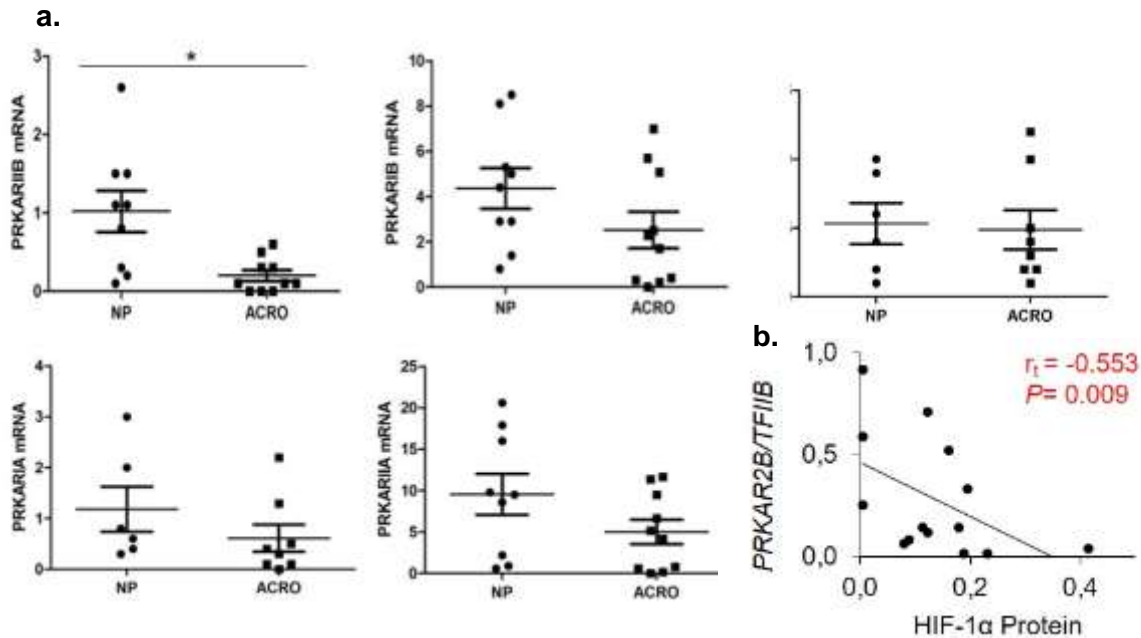 a.
PRKARIIB mRNA
3
2
1
0
*
NP
ACRO
PRKARIB mRNA
10
8
6
4
2
0
NP
ACRO
NP
ACRO
PRKARIA mRNA
4
3
2
1
0
NP
ACRO
PRKARIIA mRNA
25
20
15
10
5
0
NP
ACRO
b.
PRKAR2B/TFIIB
1,0
0,5
0,0
rt = -0.553
P= 0.009
0,0
0,2
0,4
HIF-1α Protein